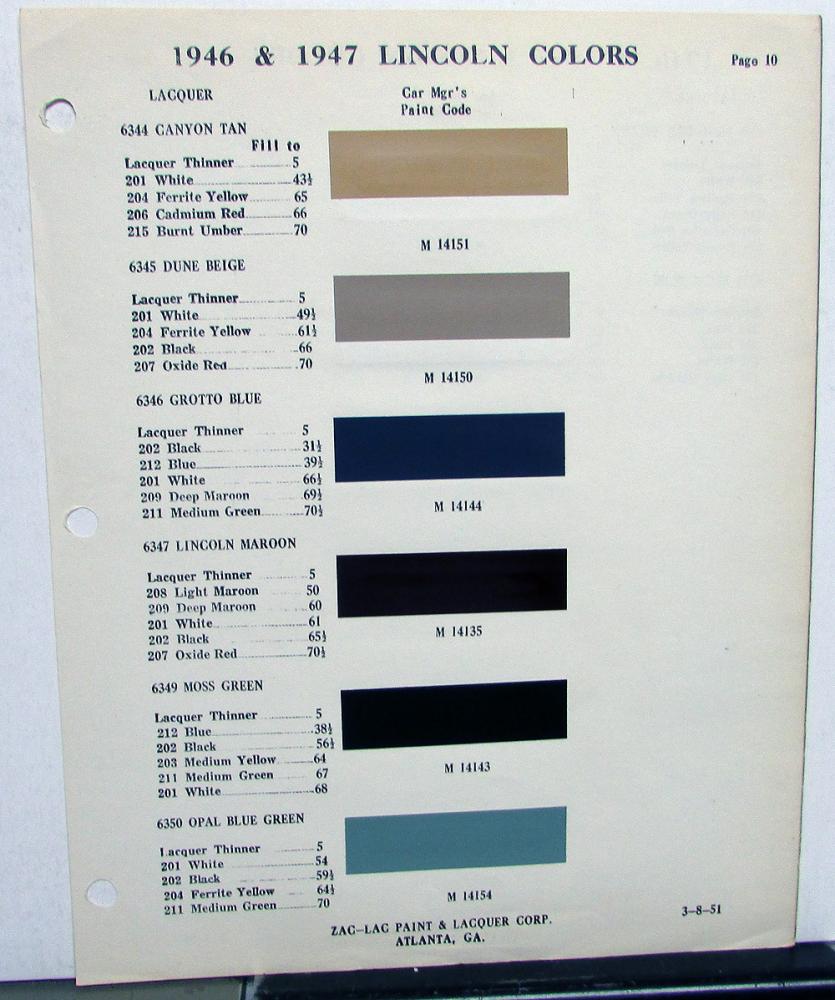 1946 & 1947 LINCOLN COLORS
Page 10
LACQUER
Car Mgr's
Paint Code
6344 CANYON TAN
Fill to
Lacquer Thinner 5
201 White 43½
204 Ferrite Yellow 65
206 Cadmium Red 66
215 Burnt Umber 70
M 14151
6345 DUNE BEIGE
Lacquer Thinner 5
201 White 49½
204 Ferrite Yellow 61½
202 Black 66
207 Oxide Red 70
M 14150
6346 GROTTO BLUE
Lacquer Thinner 5
202 Black 31½
212 Blue 39½
201 White 66½
209 Deep Maroon 69½
211 Medium Green 70½
M 14144
6347 LINCOLN MAROON
Lacquer Thinner 5
208 Light Maroon 50
209 Deep Maroon 60
201 White 61
202 Black 65½
207 Oxide Red 70½
M 14135
6349 MOSS GREEN
Lacquer Thinner 5
212 Blue 38½
202 Black 56½
203 Medium Yellow 64
211 Medium Green 67
201 White 68
M 14143
6350 OPAL BLUE GREEN
Lacquer Thinner 5
201 White 54
202 Black 59½
204 Ferrite Yellow 64½
211 Medium Green 70
M 14154
ZAC-LAC PAINT & LACQUER CORP.
ATLANTA, GA.
3-8-51